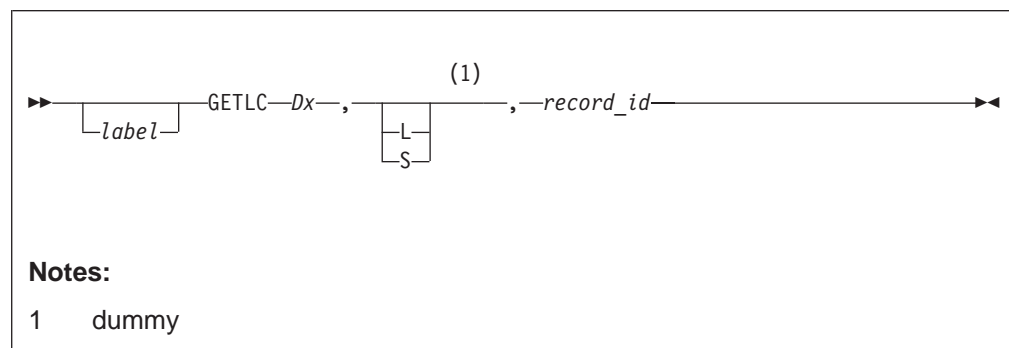 (1)
GETLC Dx , , record_id
label L
S
Notes:
1 dummy